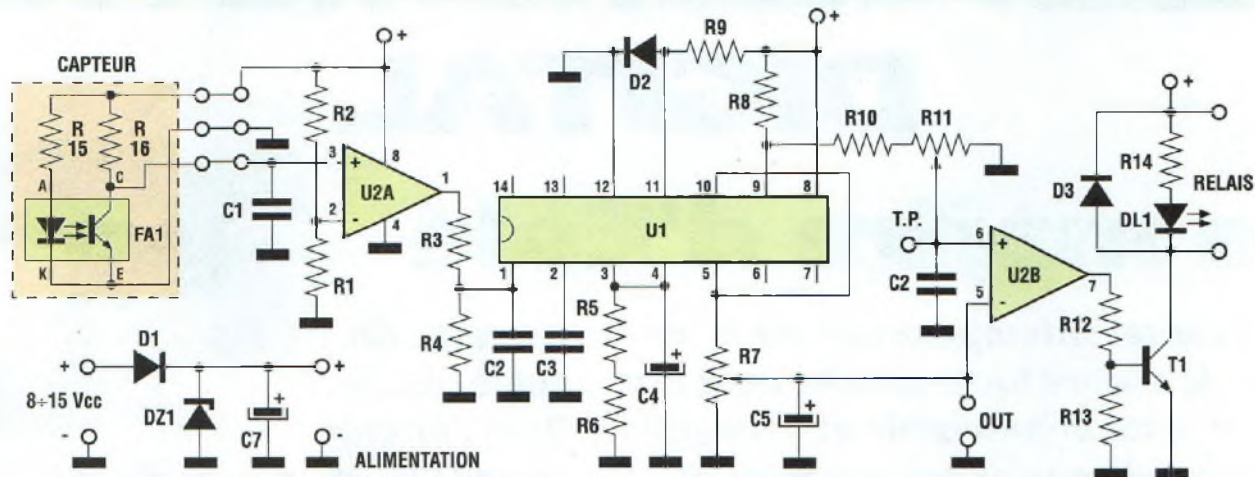 CAPTEUR
R 15
R 16
A
C
K
E
FA1
C1
R2
R1
+
3
+
2
-
8
4
1
U2A
R3
R4
D2
R9
R8
+
14
13
12
11
10
9
8
U1
1
2
3
4
5
6
7
C2
C3
R5
R6
C4
+
R7
C5
+
R10
R11
T.P.
C2
6
+
5
-
U2B
7
OUT
R12
R13
T1
D3
+
R14
DL1
RELAIS
D1
+
8÷15 Vcc
-
DZ1
C7
+
+
-
ALIMENTATION